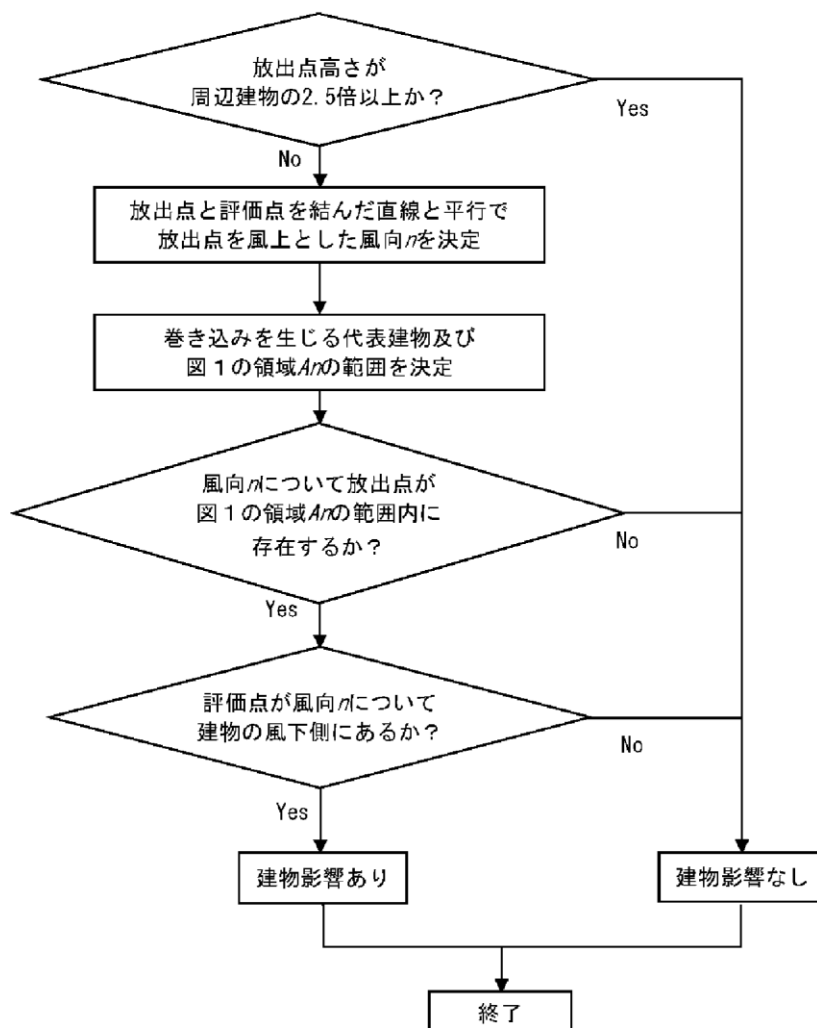 放出点高さが
周辺建物の2.5倍以上か？
Yes
No
放出点と評価点を結んだ直線と平行で
放出点を風上とした風向nを決定
巻き込みを生じる代表建物及び
図１の領域Anの範囲を決定
風向nについて放出点が
図１の領域Anの範囲内に
存在するか？
No
Yes
評価点が風向nについて
建物の風下側にあるか？
No
Yes
建物影響あり
建物影響なし
終了